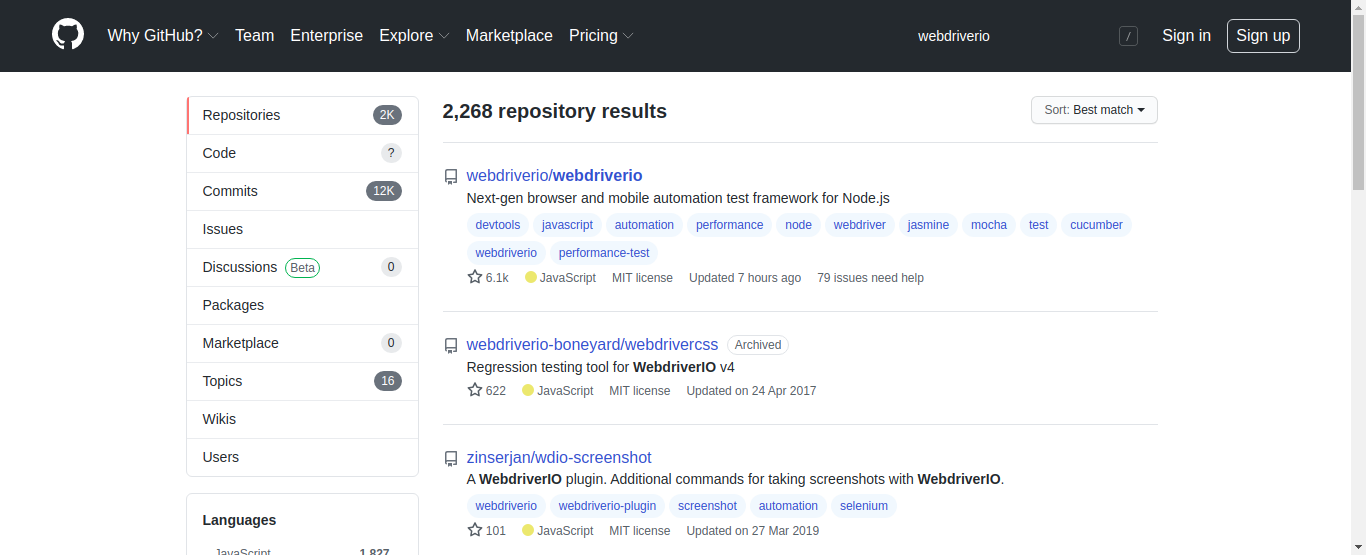 Why GitHub? Team Enterprise Explore Marketplace Pricing webdriverio / Sign in Sign up
Repositories 2K
Code ?
Commits 12K
Issues
Discussions Beta 0
Packages
Marketplace 0
Topics 16
Wikis
Users
Languages
JavaScript 1,827
2,268 repository results
Sort: Best match
webdriverio/webdriverio
Next-gen browser and mobile automation test framework for Node.js
devtools javascript automation performance node webdriver jasmine mocha test cucumber
webdriverio performance-test
6.1k JavaScript MIT license Updated 7 hours ago 79 issues need help
webdriverio-boneyard/webdrivercss Archived
Regression testing tool for WebdriverIO v4
622 JavaScript MIT license Updated on 24 Apr 2017
zinserjan/wdio-screenshot
A WebdriverIO plugin. Additional commands for taking screenshots with WebdriverIO.
webdriverio webdriverio-plugin screenshot automation selenium
101 JavaScript MIT license Updated on 27 Mar 2019